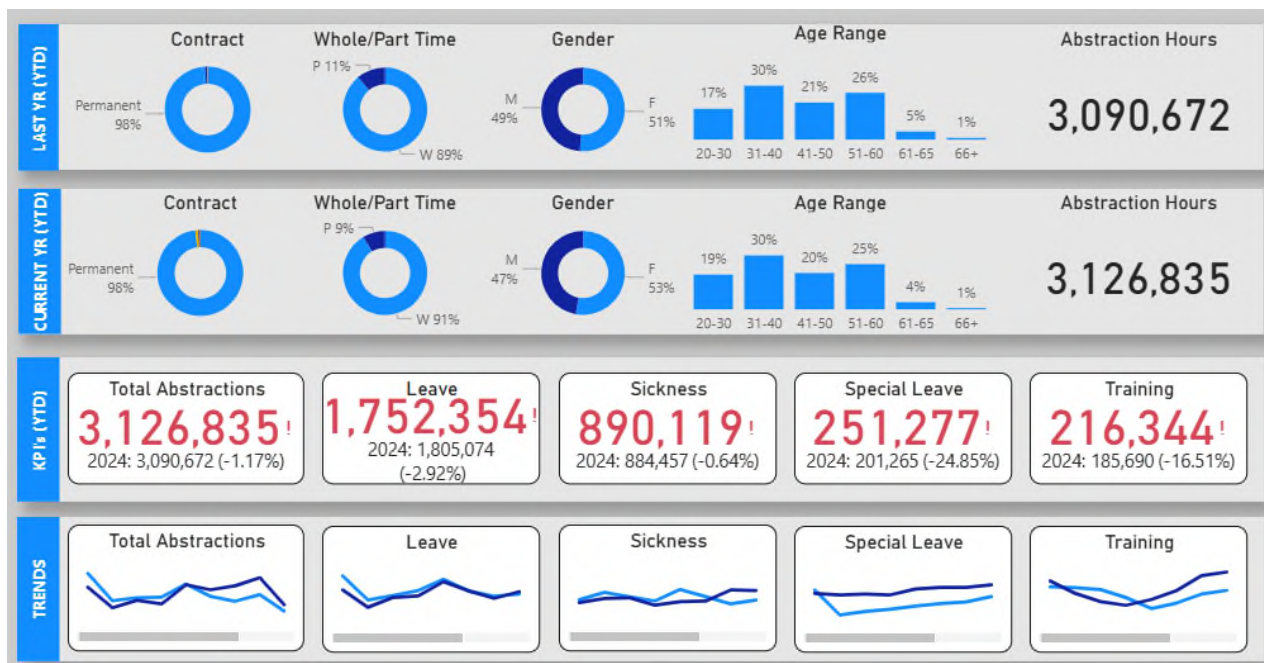 LAST YR (YTD)
Contract
Permanent
98%
Whole/Part Time
P 11%
W 89%
Gender
M
49%
F
51%
Age Range
17%
30%
21%
26%
5%
1%
20-30
31-40
41-50
51-60
61-65
66+
Abstraction Hours
3,090,672
CURRENT YR (YTD)
Contract
Permanent
98%
Whole/Part Time
P 9%
W 91%
Gender
M
47%
F
53%
Age Range
19%
30%
20%
25%
4%
1%
20-30
31-40
41-50
51-60
61-65
66+
Abstraction Hours
3,126,835
KPI's (YTD)
Total Abstractions
3,126,835!
2024: 3,090,672 (-1.17%)
Leave
1,752,354!
2024: 1,805,074
(-2.92%)
Sickness
890,119!
2024: 884,457 (-0.64%)
Special Leave
251,277!
2024: 201,265 (-24.85%)
Training
216,344!
2024: 185,690 (-16.51%)
TRENDS
Total Abstractions
Leave
Sickness
Special Leave
Training